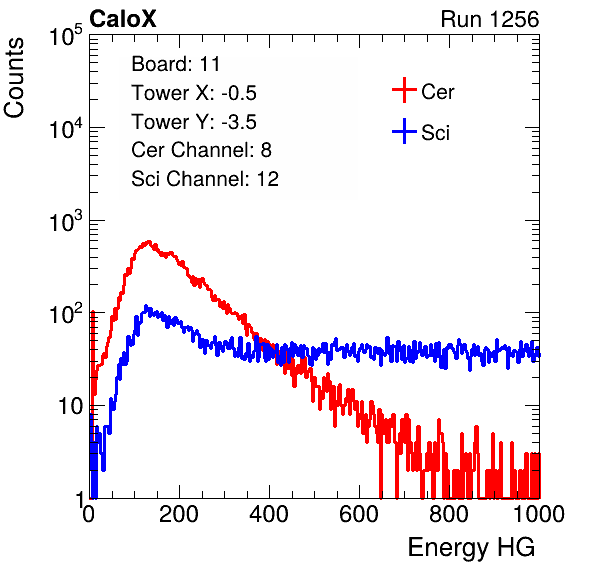 CaloX Run 1256
Counts
10^5
10^4
10^3
10^2
10
1
Board: 11
Tower X: -0.5
Tower Y: -3.5
Cer Channel: 8
Sci Channel: 12
Cer
Sci
0 200 400 600 800 1000
Energy HG